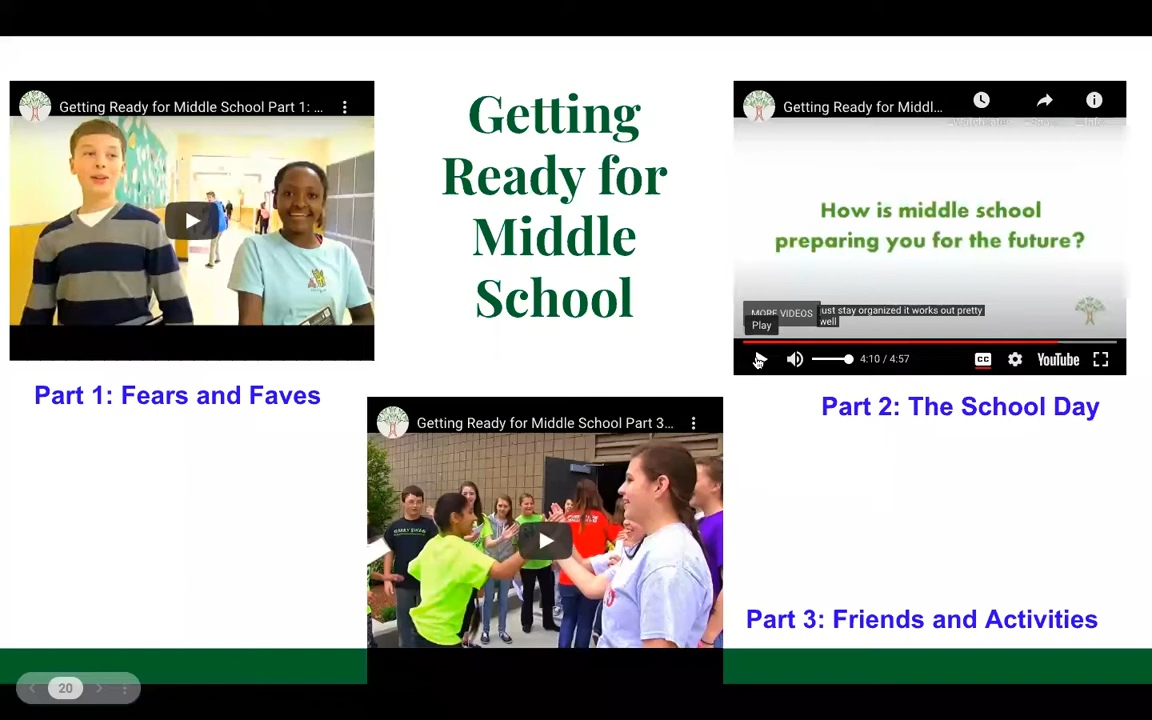 Getting Ready for Middle School Part 1: ...
Getting
Ready for
Middle
School
Getting Ready for Middl...
How is middle school
preparing you for the future?
MORE VIDEOS
just stay organized it works out pretty
well
Play
4:10 / 4:57
CC
YouTube
Part 1: Fears and Faves
Part 2: The School Day
Getting Ready for Middle School Part 3...
Part 3: Friends and Activities
20